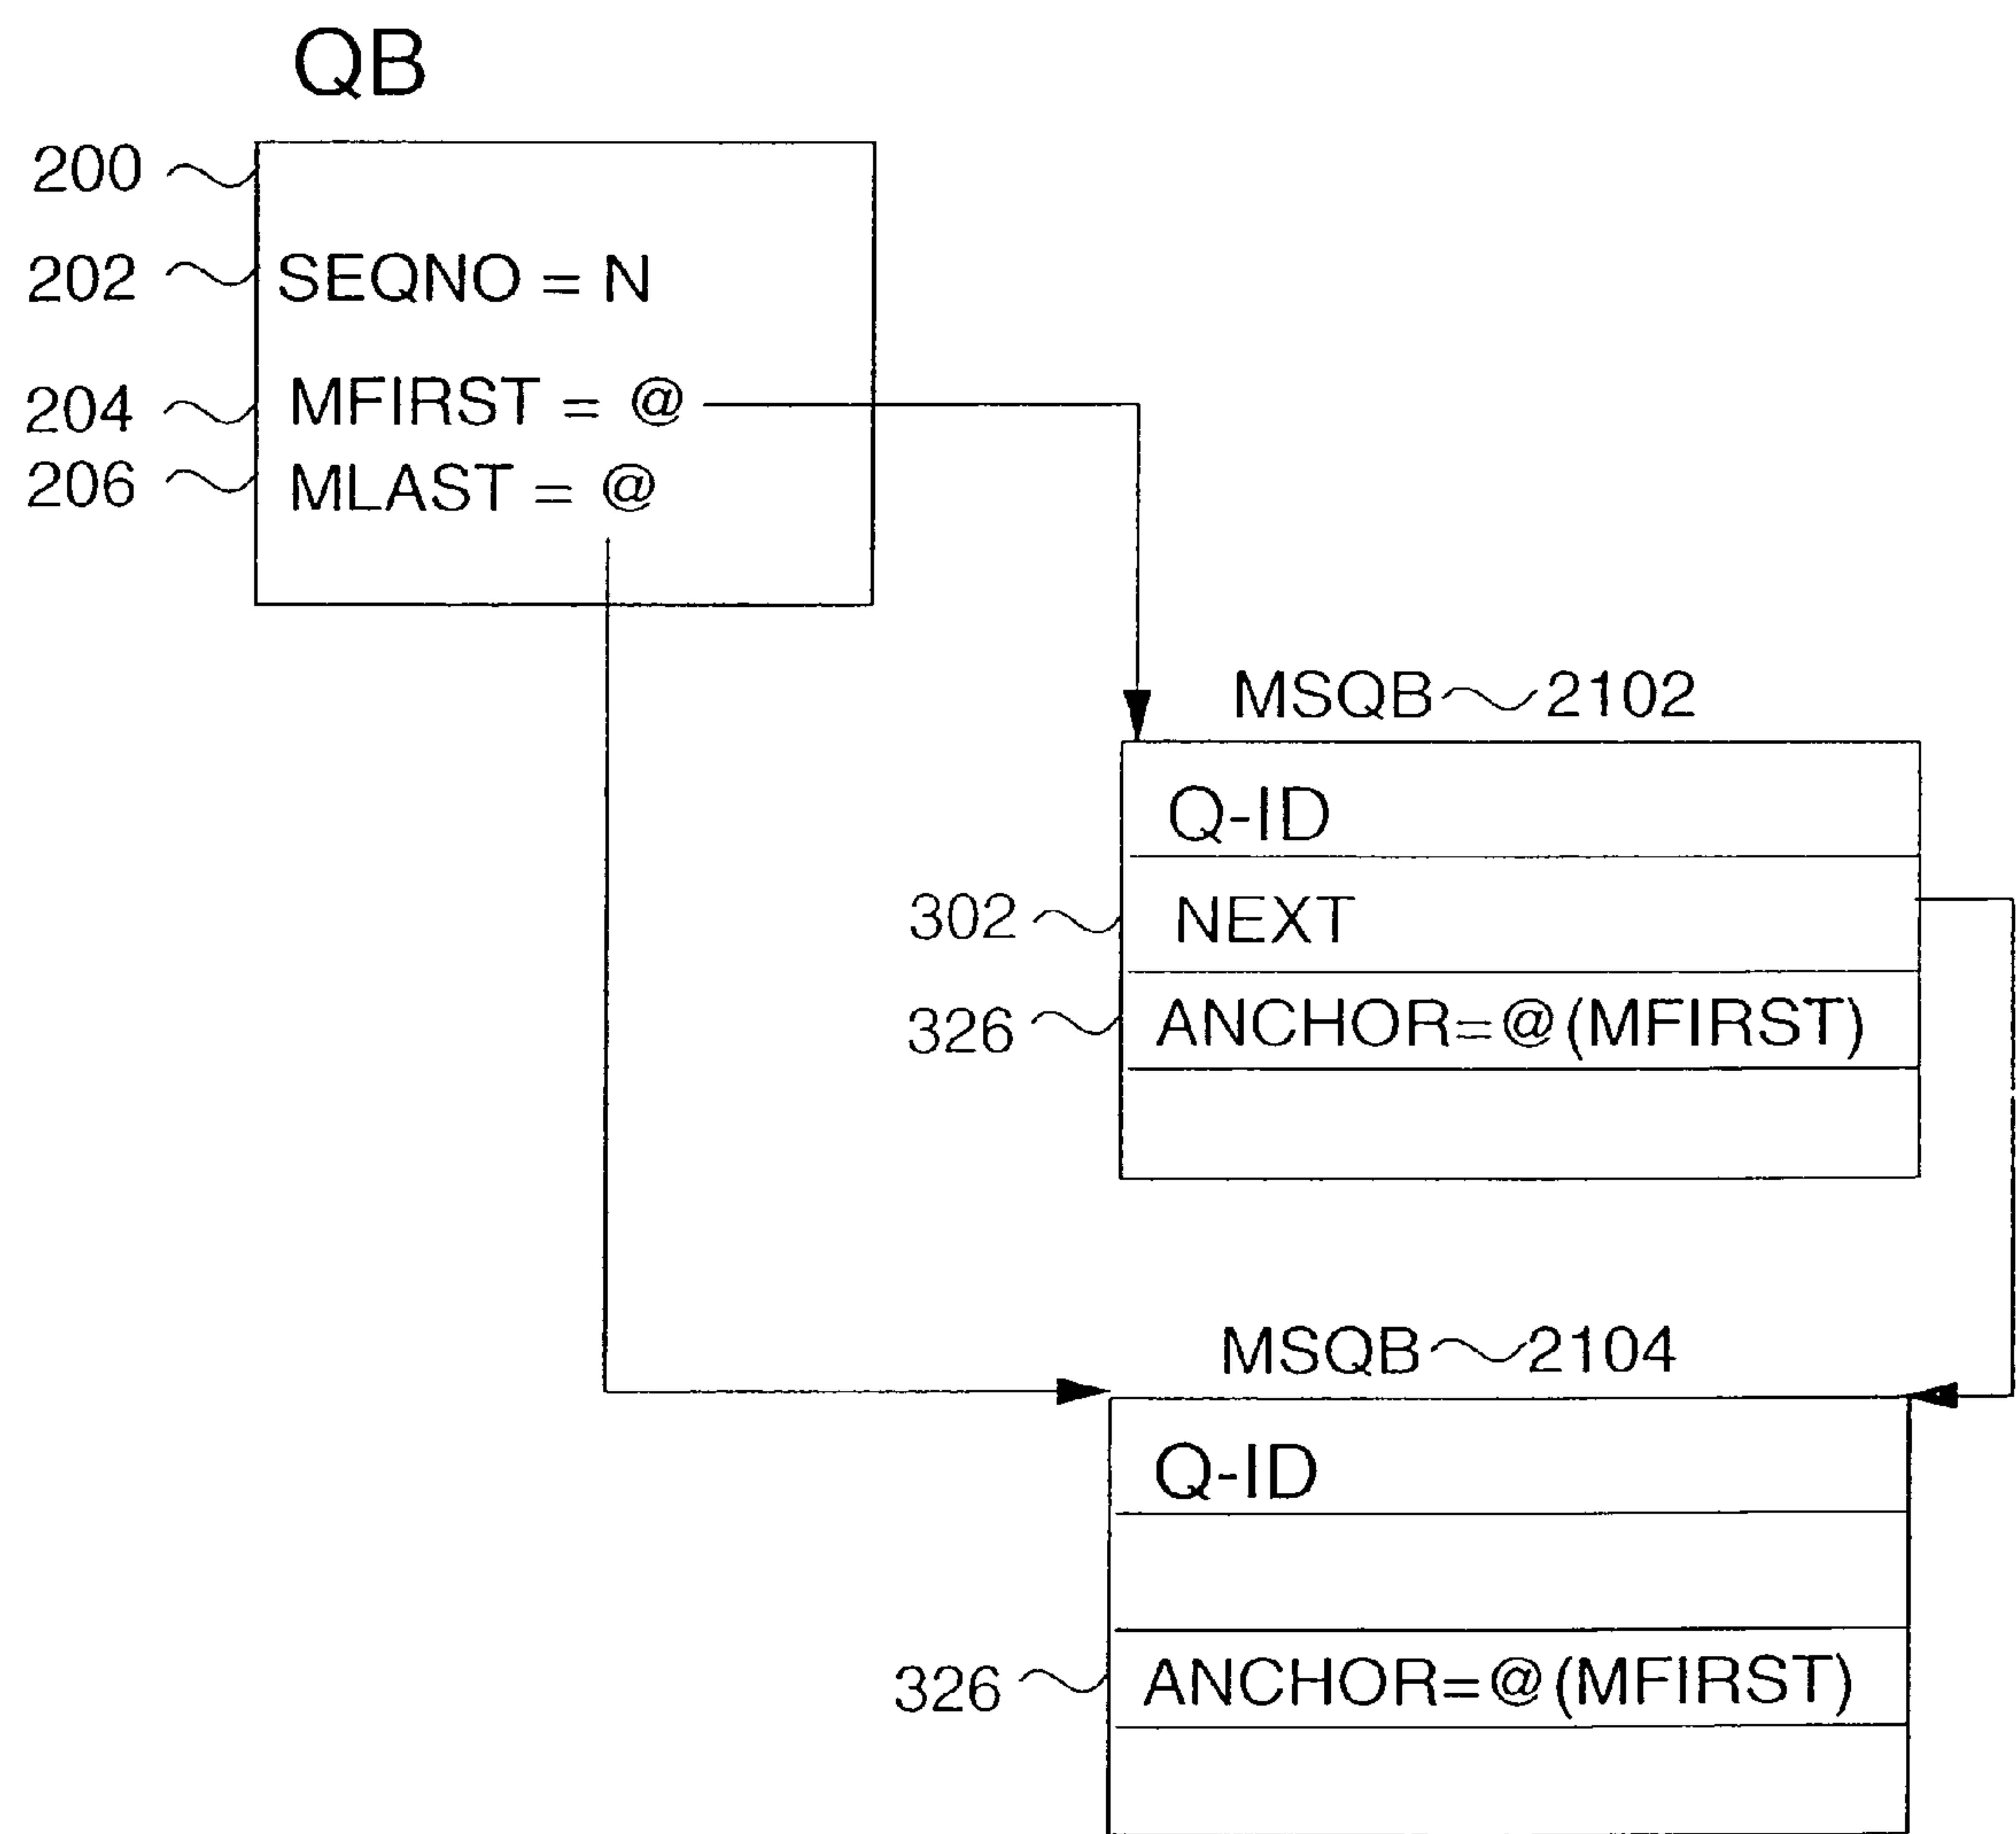 QB
200
202 SEQNO = N
204 MFIRST = @
206 MLAST = @
MSQB 2102
Q-ID
302 NEXT
326 ANCHOR=@(MFIRST)
MSQB 2104
Q-ID
326 ANCHOR=@(MFIRST)